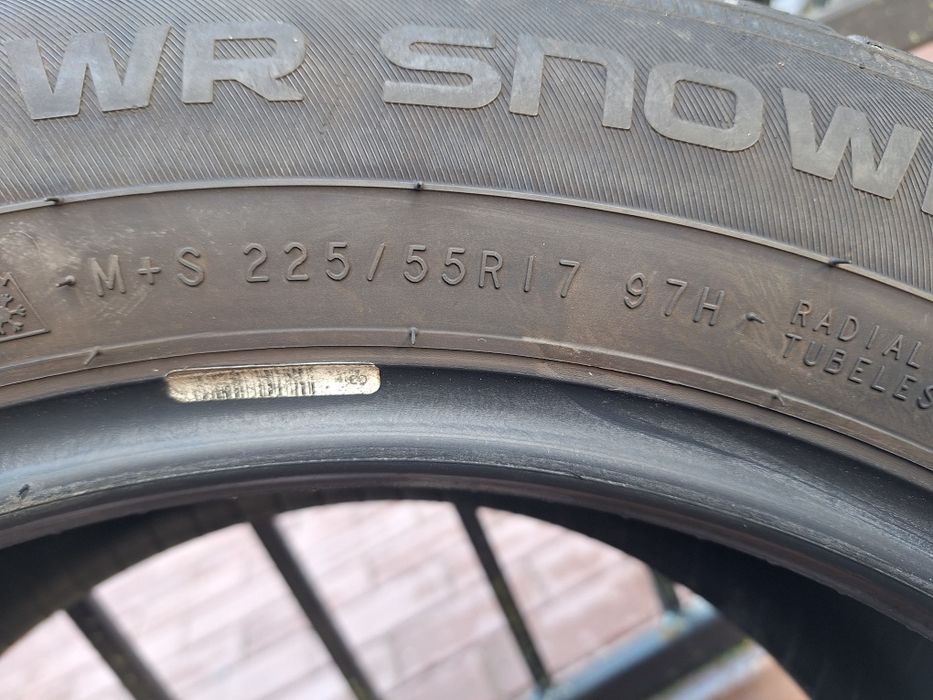 WR SNOW
M+S 225/55R17 97H
RADIAL
TUBELES